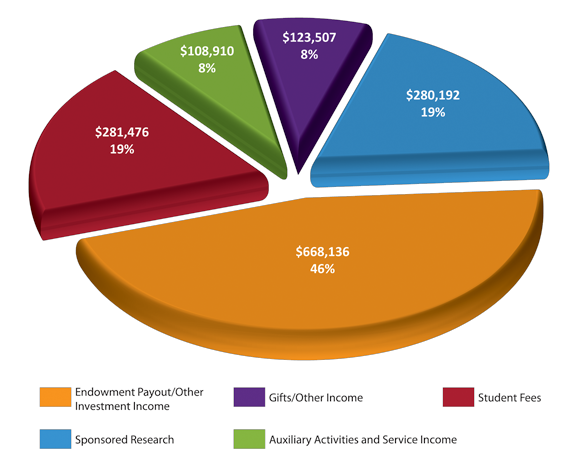 $123,507
8%
$108,910
8%
$280,192
19%
$281,476
19%
$668,136
46%
Endowment Payout/Other
Investment Income
Gifts/Other Income
Student Fees
Sponsored Research
Auxiliary Activities and Service Income